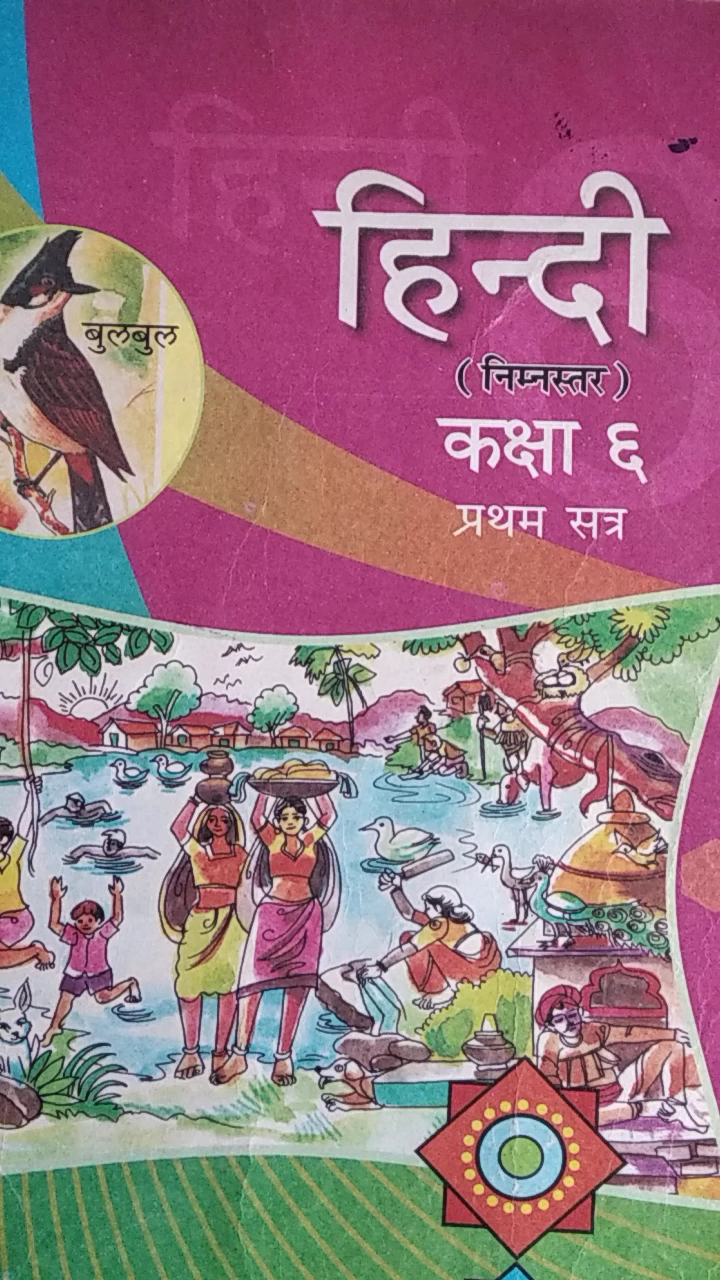 हिन्दी
बुलबुल
( निम्नस्तर )
कक्षा ६
प्रथम सत्र